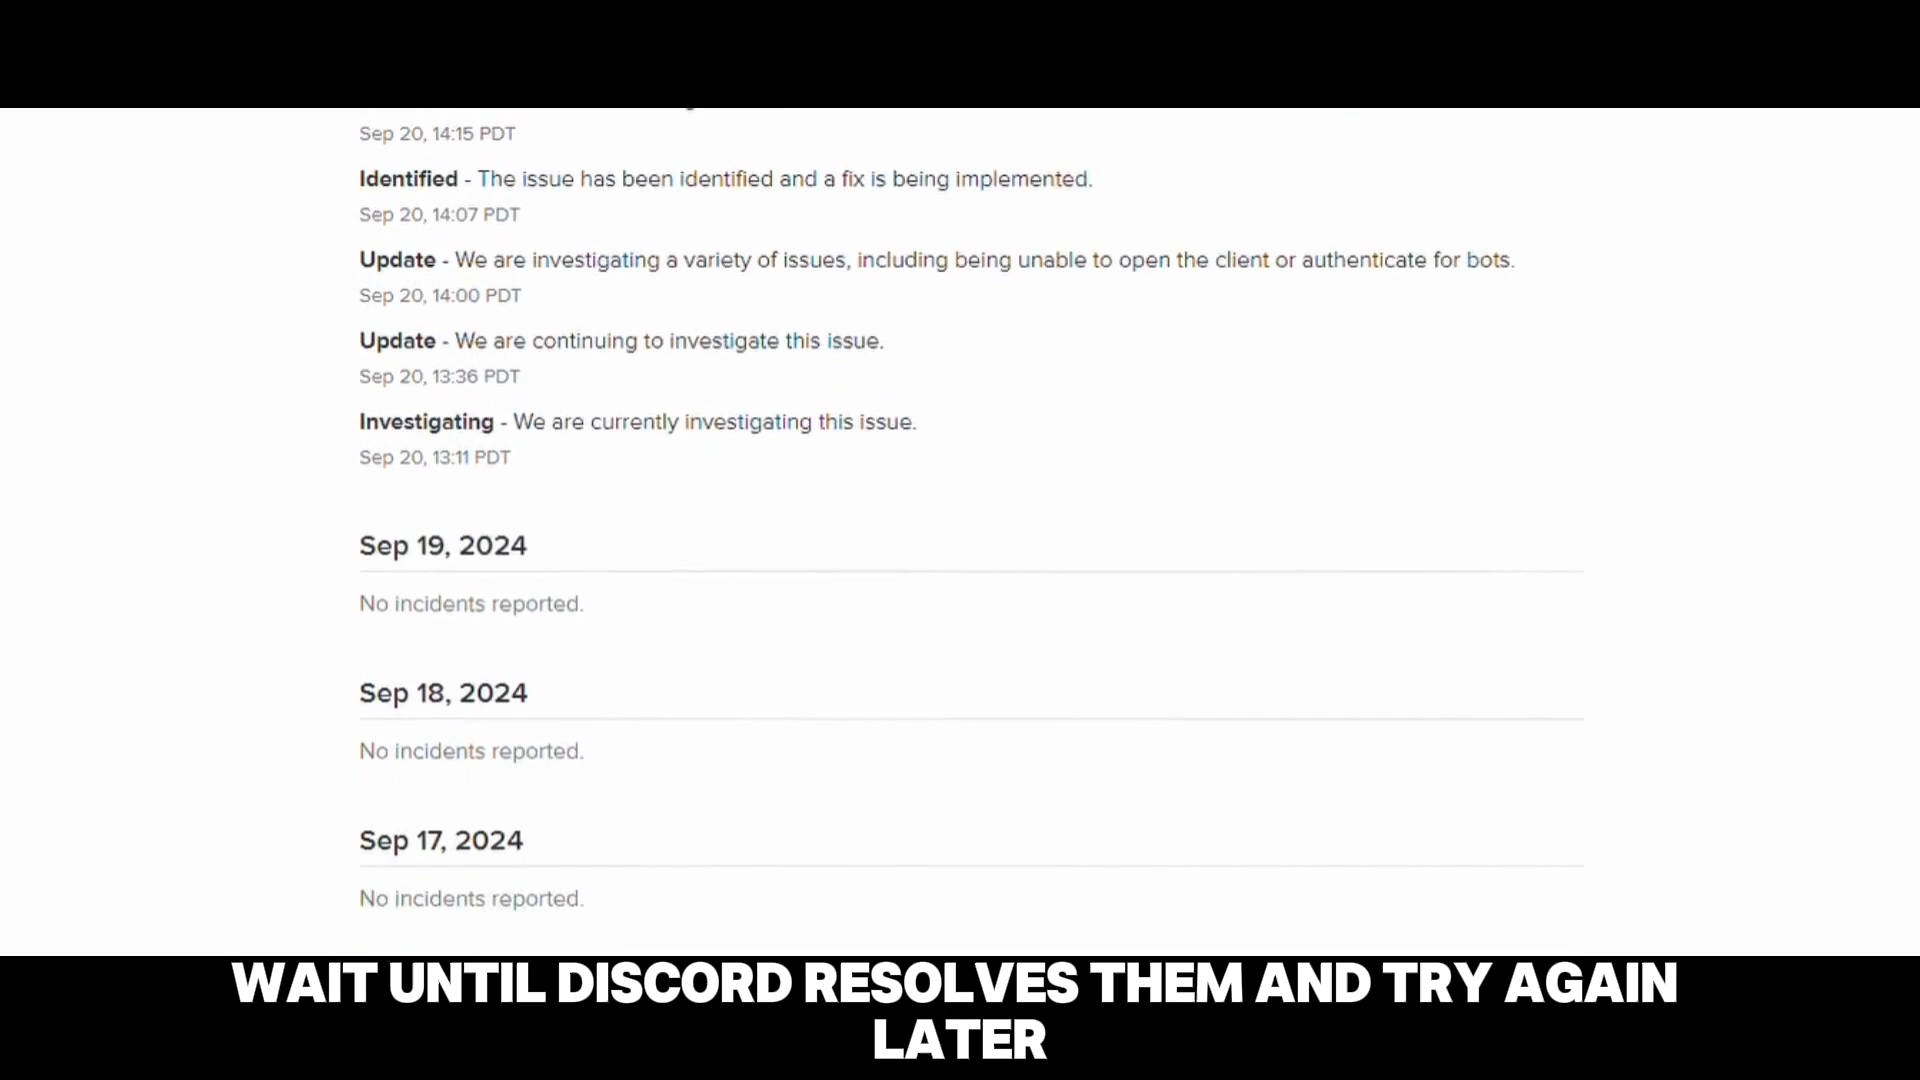 Sep 20, 14:15 PDT
Identified - The issue has been identified and a fix is being implemented.
Sep 20, 14:07 PDT
Update - We are investigating a variety of issues, including being unable to open the client or authenticate for bots.
Sep 20, 14:00 PDT
Update - We are continuing to investigate this issue.
Sep 20, 13:36 PDT
Investigating - We are currently investigating this issue.
Sep 20, 13:11 PDT
Sep 19, 2024
No incidents reported.
Sep 18, 2024
No incidents reported.
Sep 17, 2024
No incidents reported.
WAIT UNTIL DISCORD RESOLVES THEM AND TRY AGAIN
LATER